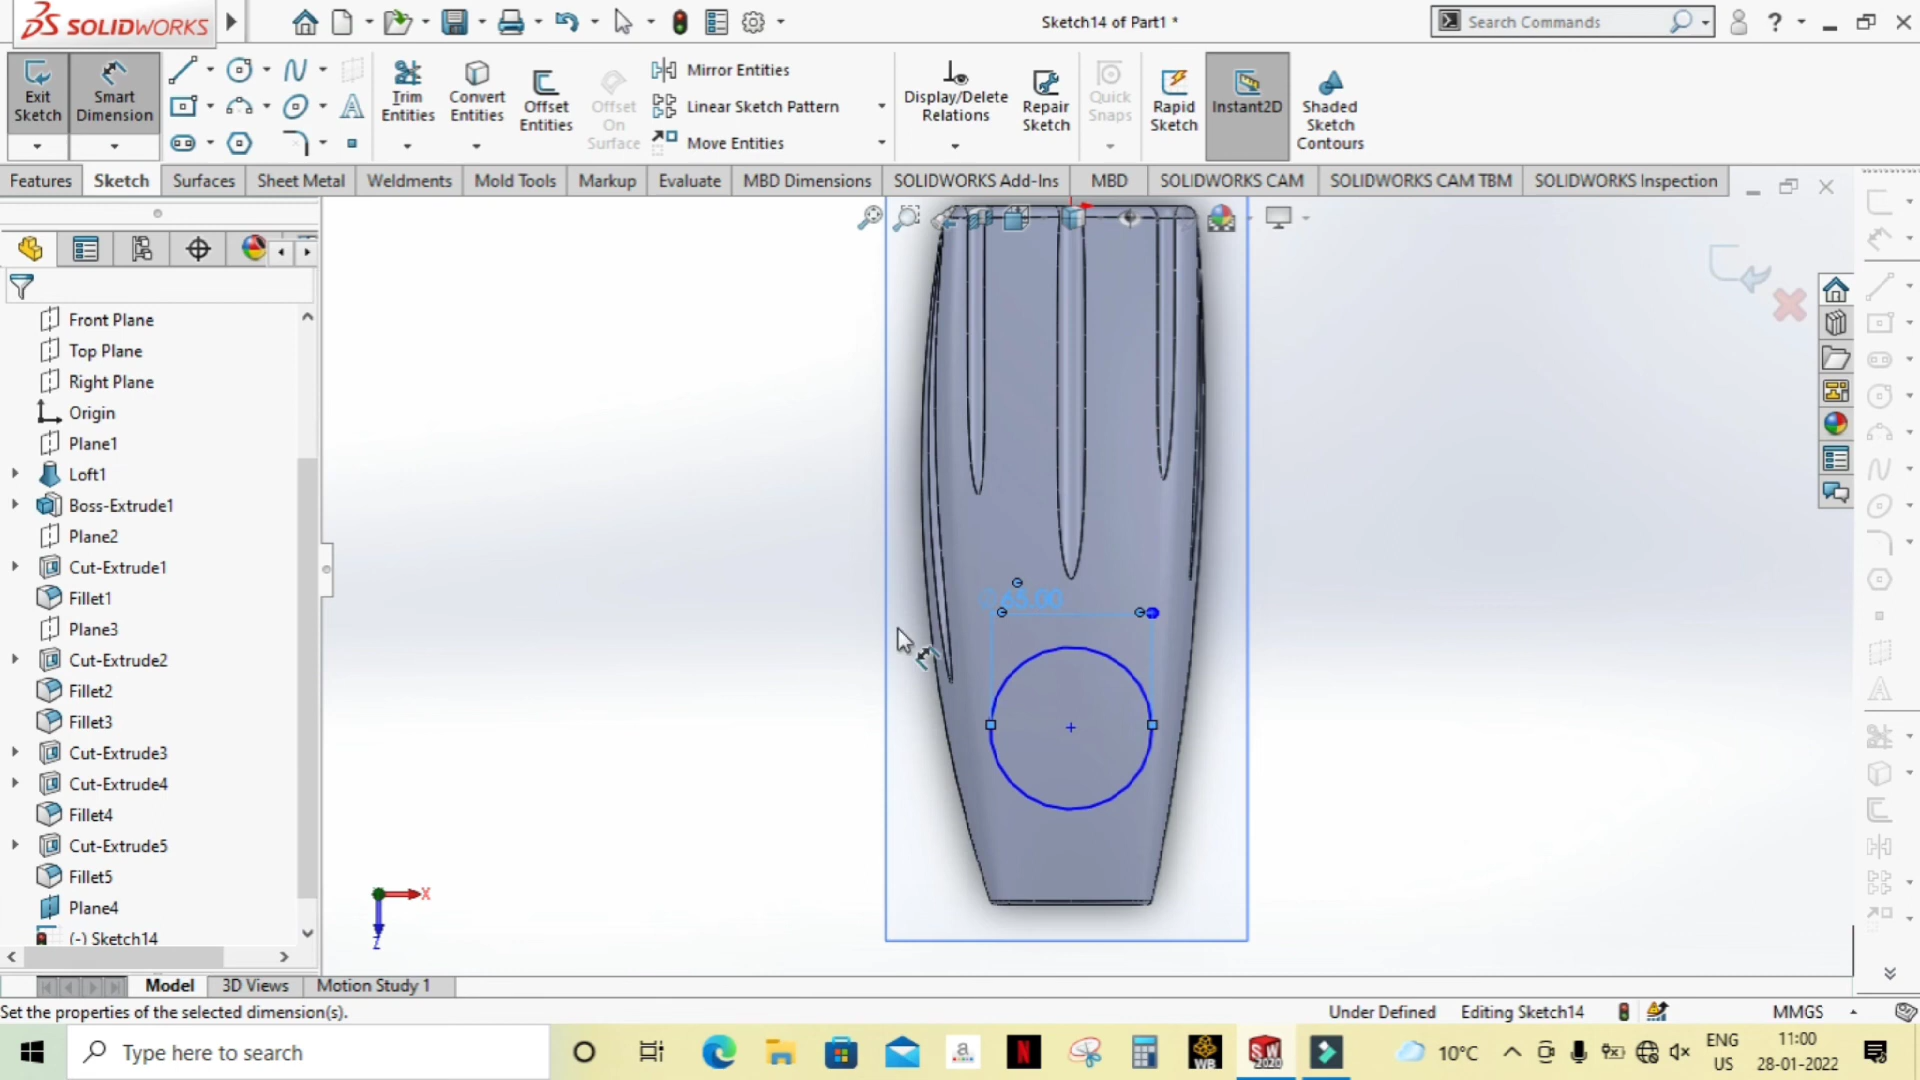 SOLIDWORKS
Sketch14 of Part1 *
Search Commands
Exit Sketch
Smart Dimension
Trim Entities
Convert Entities
Offset Entities
Offset On Surface
Mirror Entities
Linear Sketch Pattern
Move Entities
Display/Delete Relations
Repair Sketch
Quick Snaps
Rapid Sketch
Instant2D
Shaded Sketch Contours
Features
Sketch
Surfaces
Sheet Metal
Weldments
Mold Tools
Markup
Evaluate
MBD Dimensions
SOLIDWORKS Add-Ins
MBD
SOLIDWORKS CAM
SOLIDWORKS CAM TBM
SOLIDWORKS Inspection
Front Plane
Top Plane
Right Plane
Origin
Plane1
Loft1
Boss-Extrude1
Plane2
Cut-Extrude1
Fillet1
Plane3
Cut-Extrude2
Fillet2
Fillet3
Cut-Extrude3
Cut-Extrude4
Fillet4
Cut-Extrude5
Fillet5
Plane4
(-) Sketch14
65.00
X
Z
Model
3D Views
Motion Study 1
Set the properties of the selected dimension(s).
Under Defined
Editing Sketch14
MMGS
Type here to search
a
N
WB
SW
2020
10°C
ENG
US
11:00
28-01-2022